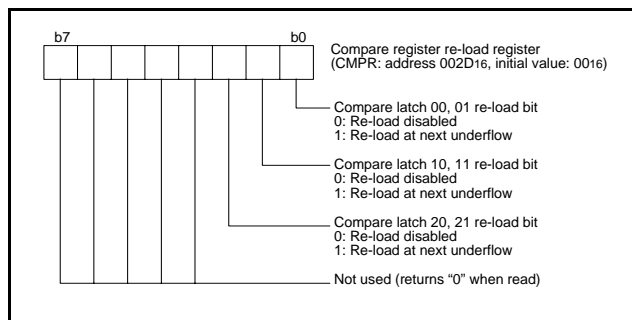 b7 b0
Compare register re-load register
(CMPR: address 002D16, initial value: 0016)
Compare latch 00, 01 re-load bit
0: Re-load disabled
1: Re-load at next underflow
Compare latch 10, 11 re-load bit
0: Re-load disabled
1: Re-load at next underflow
Compare latch 20, 21 re-load bit
0: Re-load disabled
1: Re-load at next underflow
Not used (returns “0” when read)